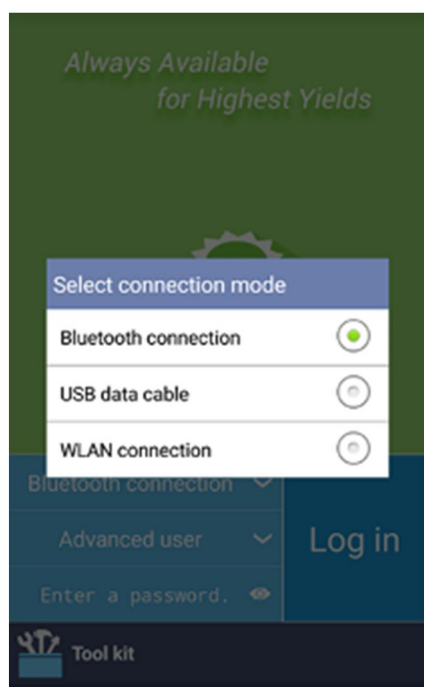 Always Available
for Highest Yields
Select connection mode
Bluetooth connection
USB data cable
WLAN connection
Bluetooth connection
Advanced user
Log in
Enter a password.
Tool kit